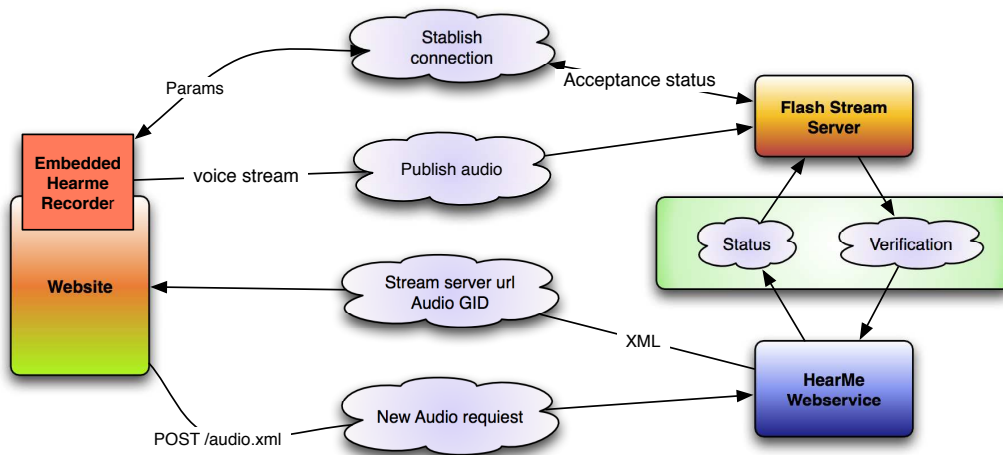 Stablish
connection
Params
Acceptance status
Flash Stream
Server
Embedded
Hearme
Recorder
voice stream
Publish audio
Status
Verification
Website
Stream server url
Audio GID
XML
HearMe
Webservice
New Audio requiest
POST /audio.xml